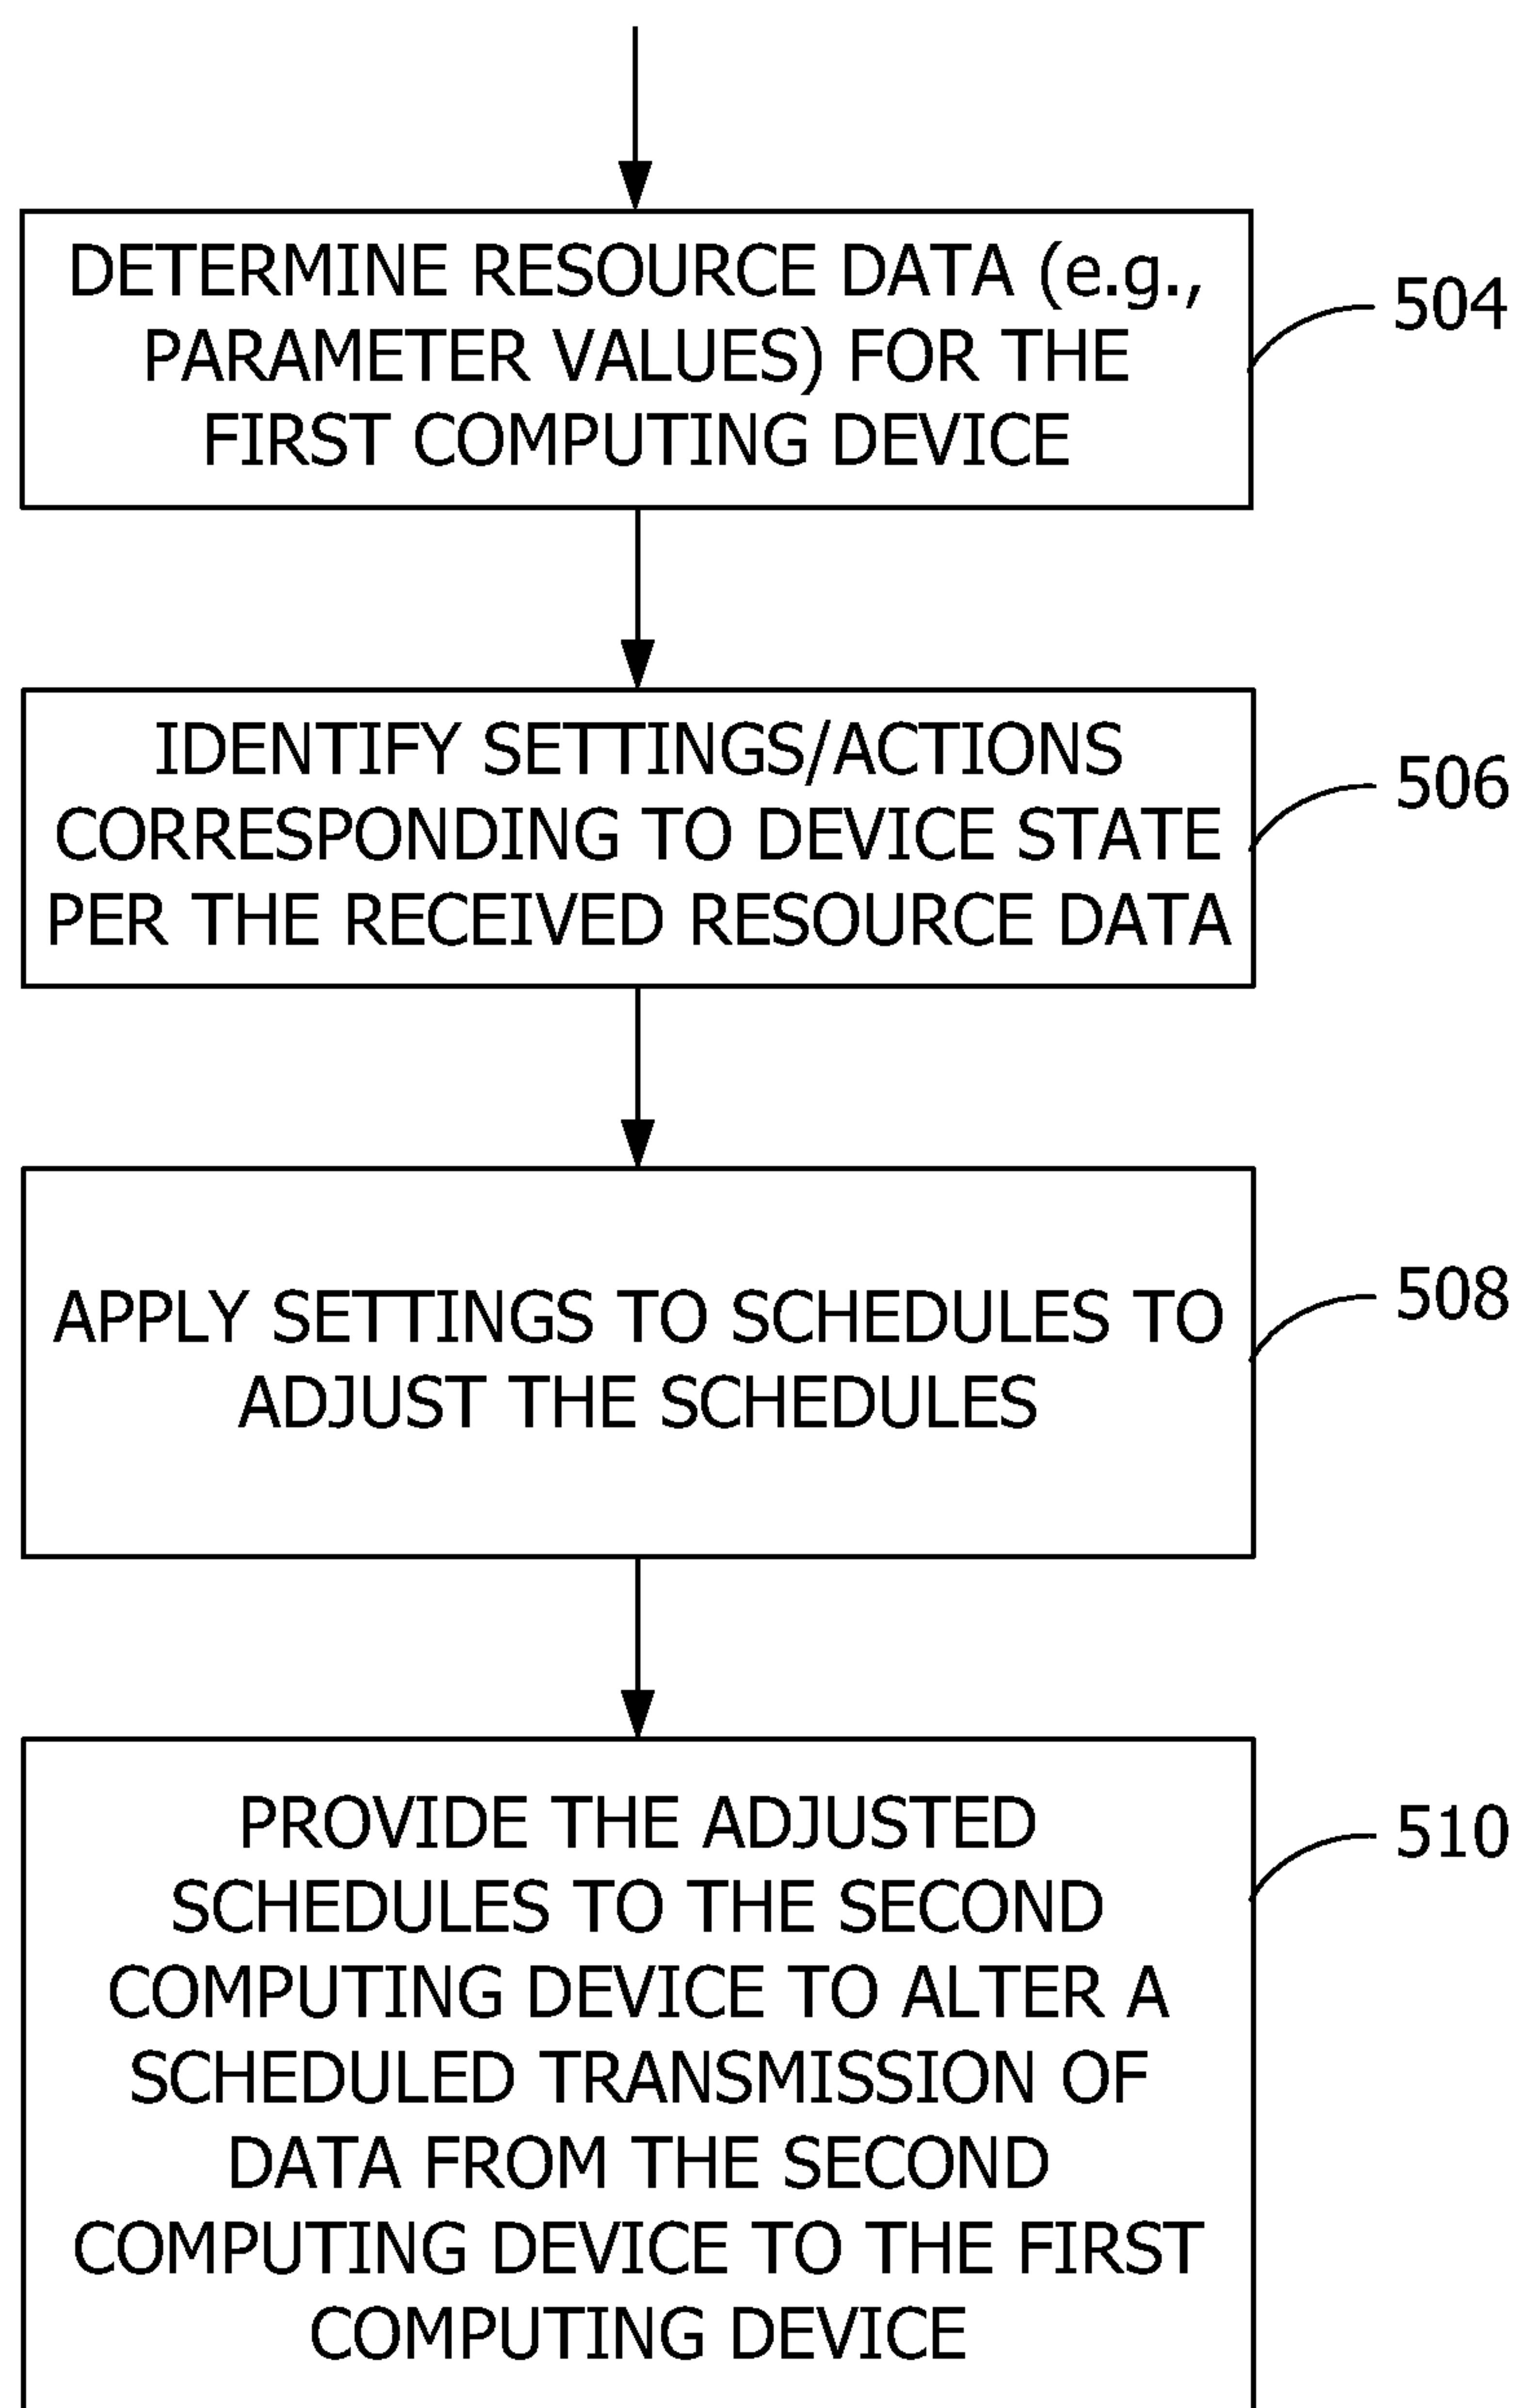 DETERMINE RESOURCE DATA (e.g.,
PARAMETER VALUES) FOR THE
FIRST COMPUTING DEVICE
504
IDENTIFY SETTINGS/ACTIONS
CORRESPONDING TO DEVICE STATE
PER THE RECEIVED RESOURCE DATA
506
APPLY SETTINGS TO SCHEDULES TO
ADJUST THE SCHEDULES
508
PROVIDE THE ADJUSTED
SCHEDULES TO THE SECOND
COMPUTING DEVICE TO ALTER A
SCHEDULED TRANSMISSION OF
DATA FROM THE SECOND
COMPUTING DEVICE TO THE FIRST
COMPUTING DEVICE
510